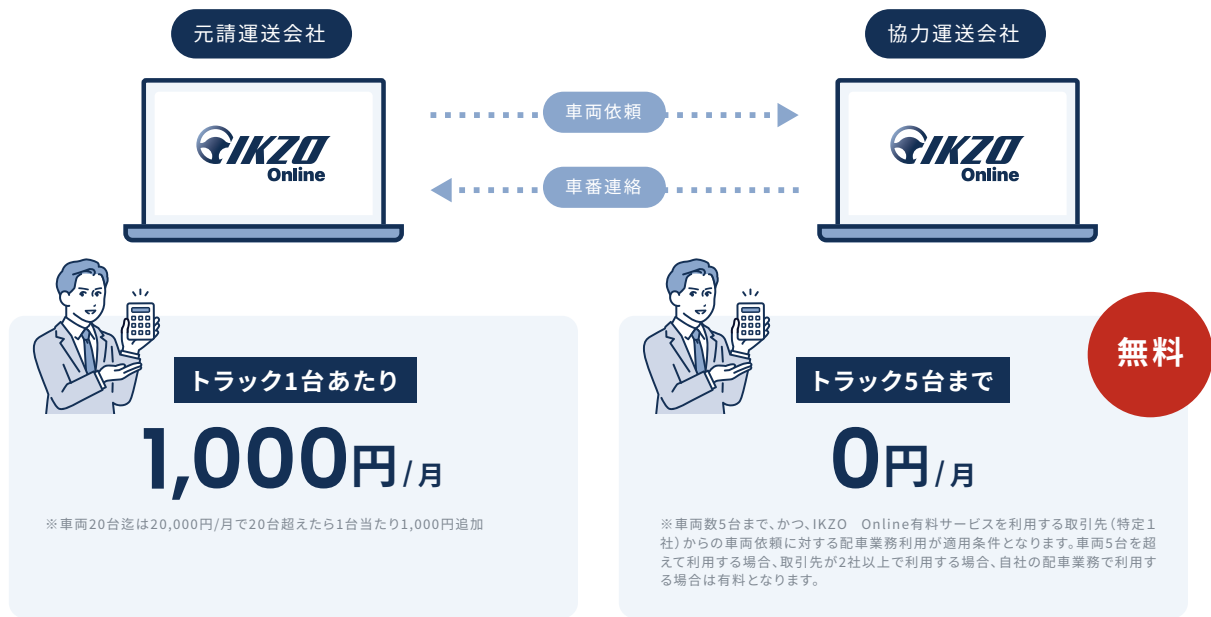 元請運送会社
協力運送会社
IKZO
Online
車両依頼
車番連絡
IKZO
Online
トラック1台あたり
1,000円/月
※車両20台迄は20,000円/月で20台超えたら1台当たり1,000円追加
無料
トラック5台まで
0円/月
※車両数5台まで、かつ、IKZO　Online有料サービスを利用する取引先(特定1
社)からの車両依頼に対する配車業務利用が適用条件となります。車両5台を超
えて利用する場合、取引先が2社以上で利用する場合、自社の配車業務で利用す
る場合は有料となります。